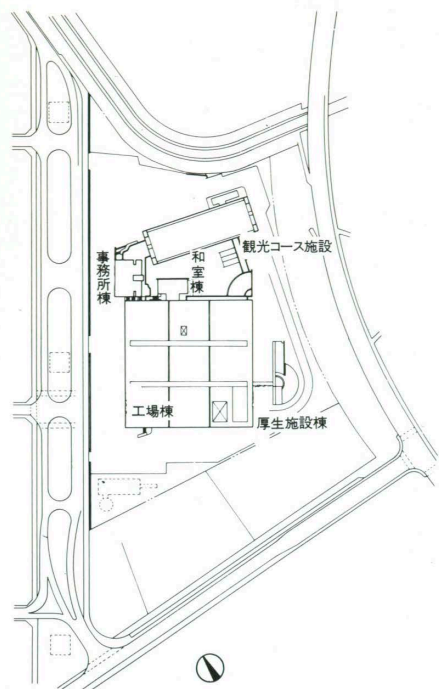 観光コース施設
和室棟
事務所棟
工場棟
厚生施設棟